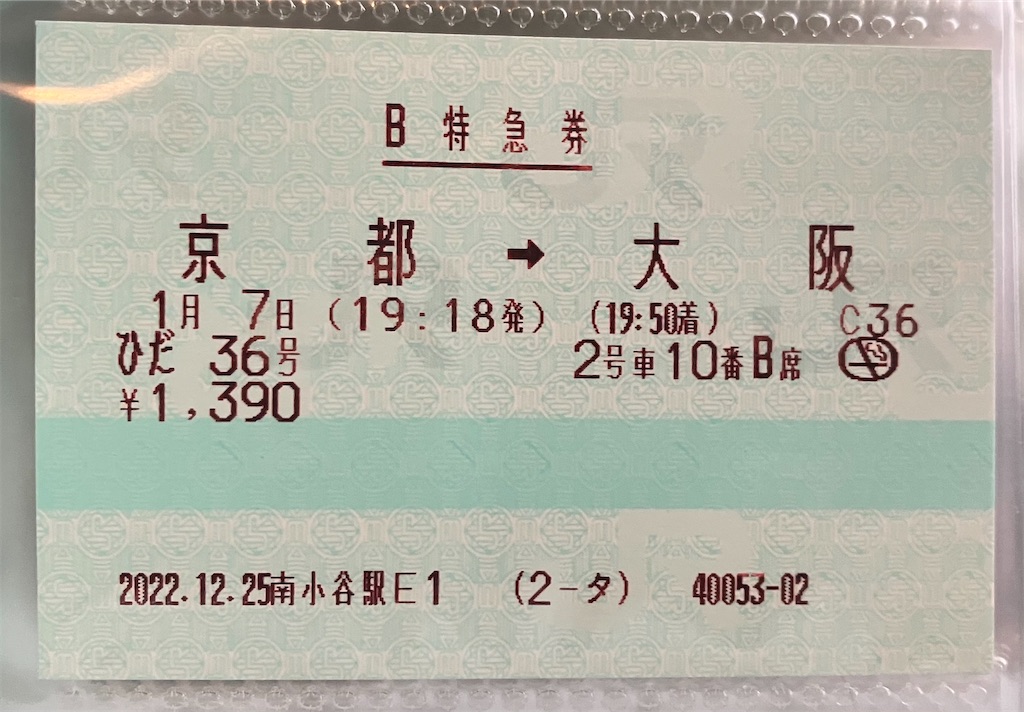 B特急券
京都→大阪
1月 7日 (19:18発) (19:50着) C36
ひだ 36号 2号車10番B席
¥1,390
2022.12.25南小谷駅E1 (2-タ) 40053-02